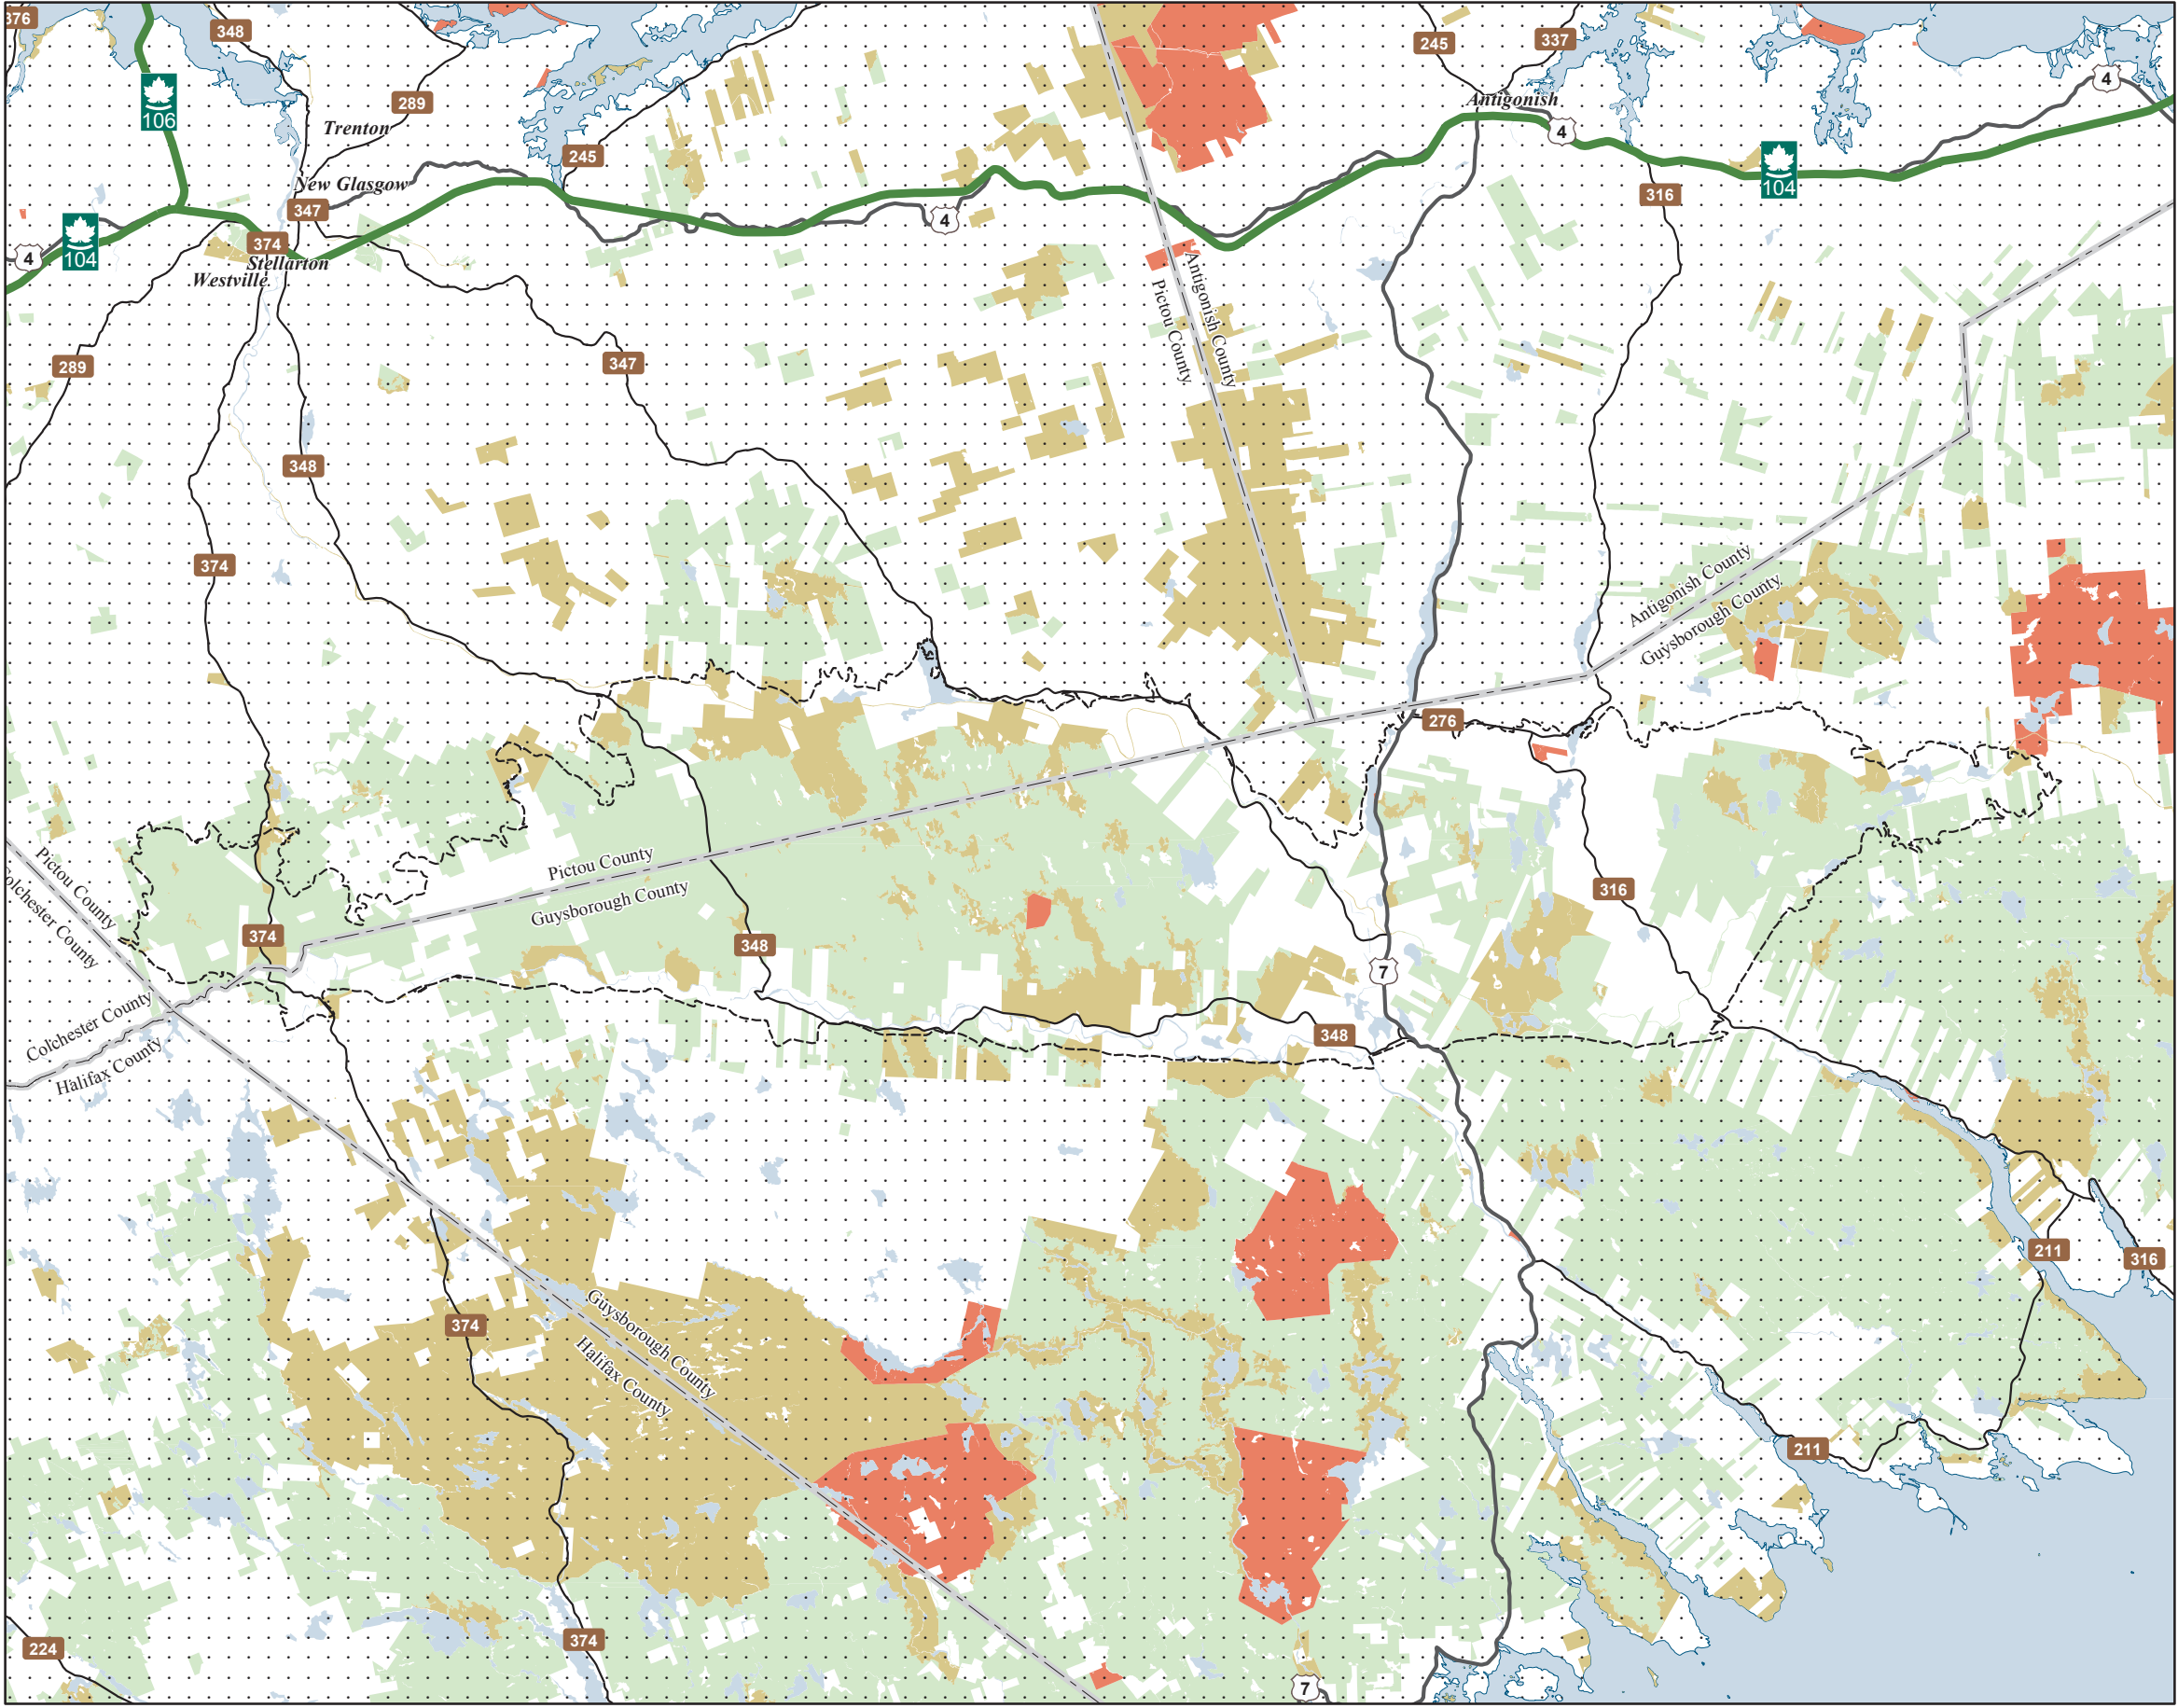 376
348
245
337
4
106
289
Trenton
Antigonish
4
245
104
New Glasgow
316
347
4
374
104
4
Stellarton
Westville
Antigonish County
Pictou County
289
347
348
374
Antigonish County
Guysborough County
276
Pictou County
Colchester County
Pictou County
Guysborough County
316
374
348
7
Colchester County
Halifax County
348
211
316
Guysborough County
Halifax County
374
211
224
374
7